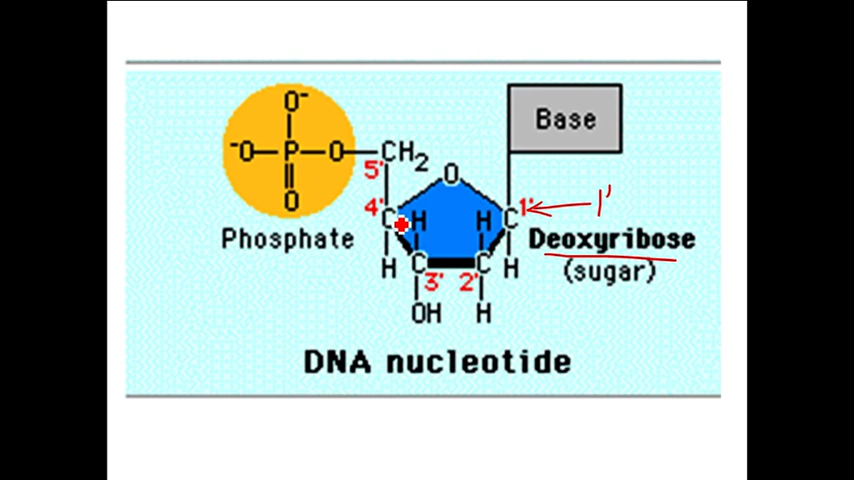 O⁻
Base
⁻O—P—O—CH₂
5'
O
O
4' C H H C 1' 1'
Phosphate
Deoxyribose
H C C H
(sugar)
3' 2'
OH H
DNA nucleotide